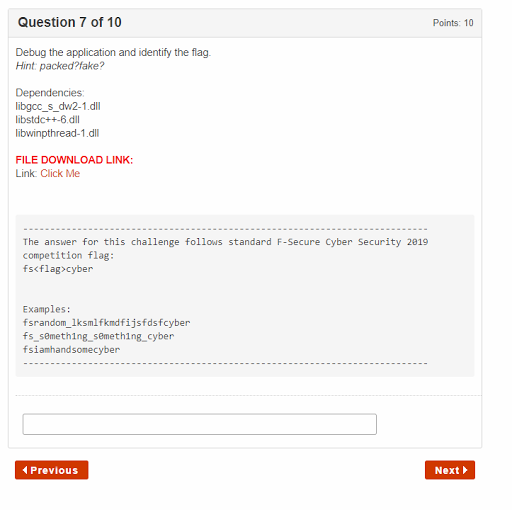 Question 7 of 10
Points: 10
Debug the application and identify the flag.
Hint: packed?fake?
Dependencies:
libgcc_s_dw2-1.dll
libstdc++-6.dll
libwinpthread-1.dll
FILE DOWNLOAD LINK:
Link: Click Me
--------------------------------------------------------------------
The answer for this challenge follows standard F-Secure Cyber Security 2019
competition flag:
fs<flag>cyber
Examples:
fsrandom_lksmlfkmdfijsfdsfcyber
fs_s0meth1ng_s0meth1ng_cyber
fsiamhandsomecyber
--------------------------------------------------------------------
Previous
Next